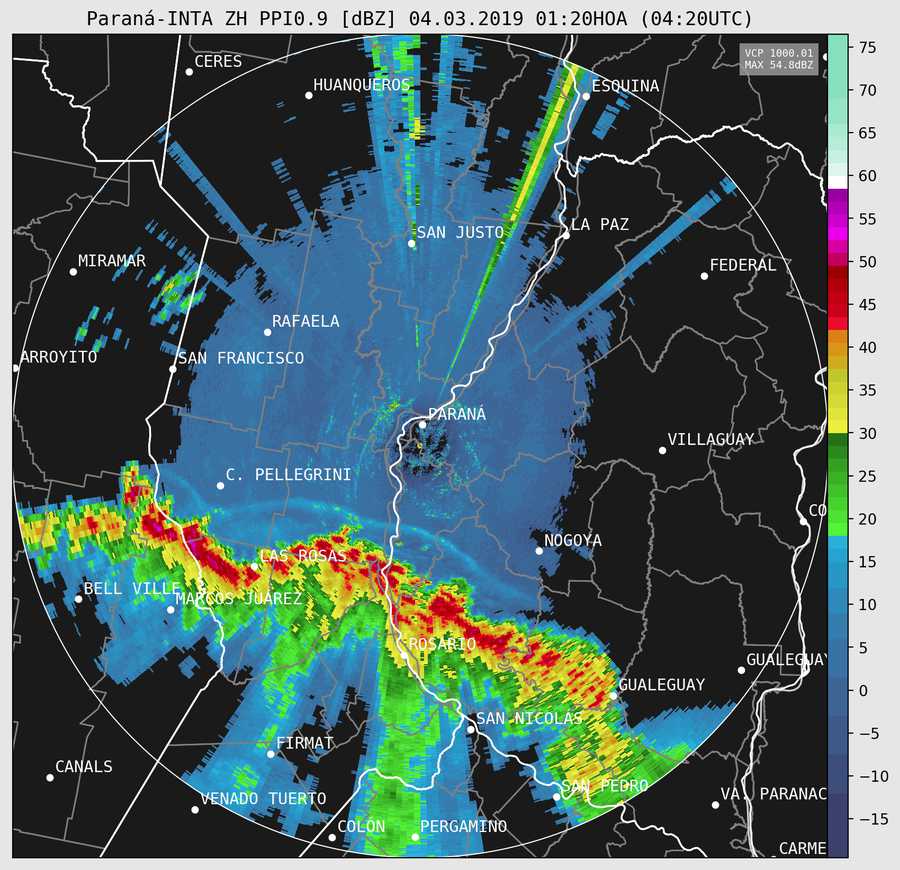 Paraná-INTA ZH PPI0.9 [dBZ] 04.03.2019 01:20HOA (04:20UTC)
VCP 1000.01
MAX 54.8dBZ
CERES
HUANQUEROS
ESQUINA
SAN JUSTO
LA PAZ
MIRAMAR
FEDERAL
RAFAELA
ARROYITO
SAN FRANCISCO
PARANÁ
VILLAGUAY
C. PELLEGRINI
CO
NOGOYA
LAS ROSAS
BELL VILLE
MARCOS JUÁREZ
ROSARIO
GUALEGUAY
GUALEGUAY
SAN NICOLAS
FIRMAT
CANALS
SAN PEDRO
VENADO TUERTO
VA. PARANAC
COLÓN
PERGAMINO
CARME
75
70
65
60
55
50
45
40
35
30
25
20
15
10
5
0
−5
−10
−15